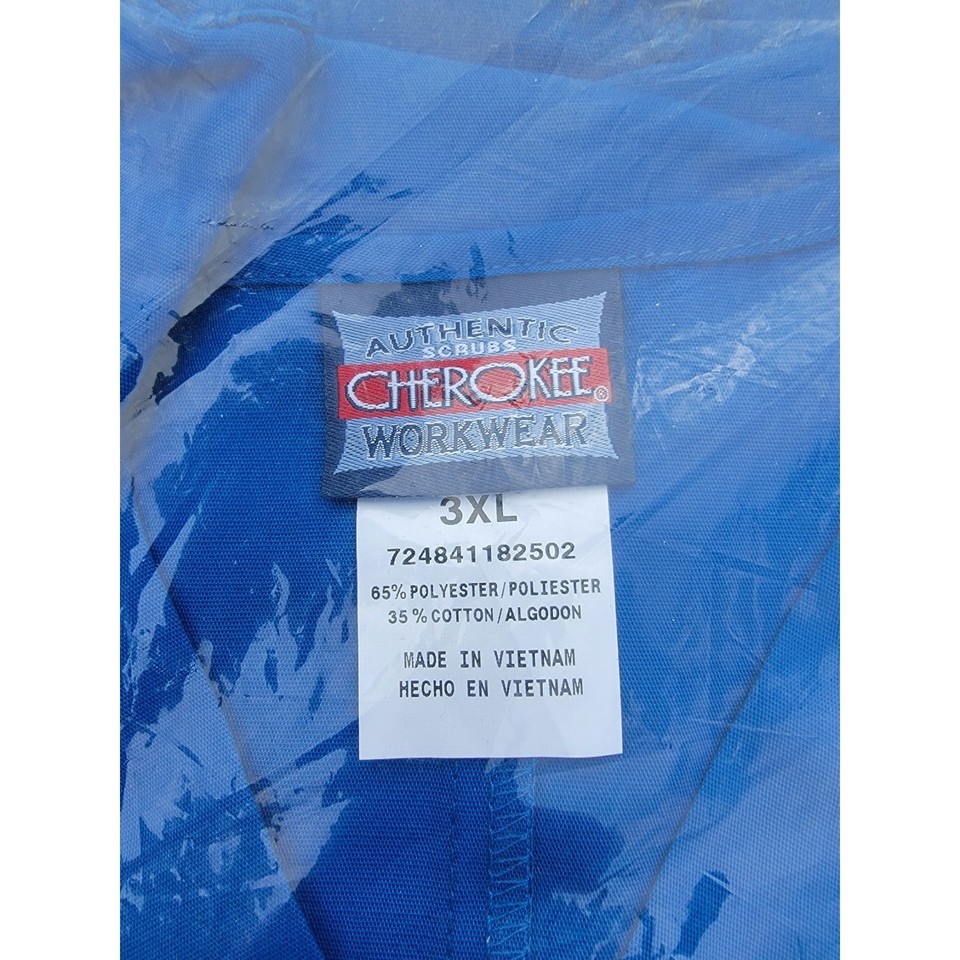 AUTHENTIC
SCRUBS
CHEROKEE®
WORKWEAR
3XL
724841182502
65% POLYESTER/POLIESTER
35% COTTON/ALGODON
MADE IN VIETNAM
HECHO EN VIETNAM